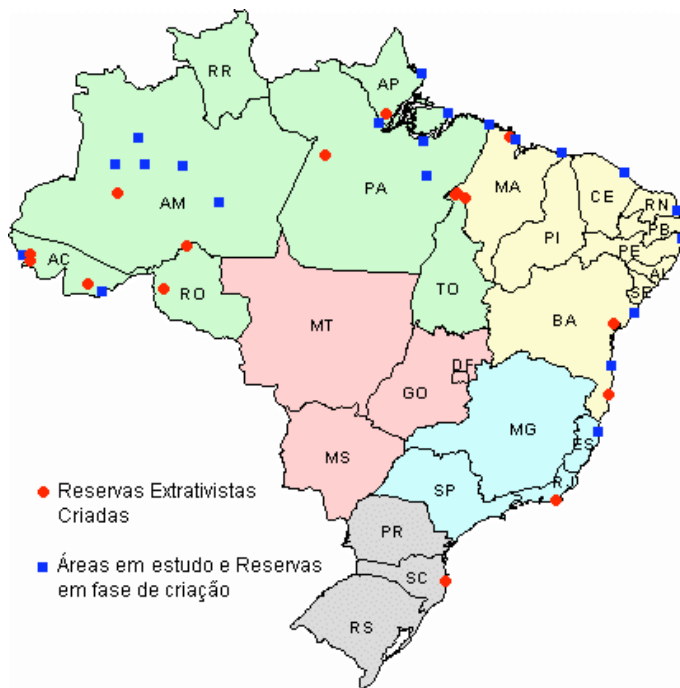 RR
AP
AM
PA
MA
CE
RN
PB
PI
PE
AL
SE
AC
RO
TO
BA
MT
DF
GO
MG
MS
ES
SP
RJ
PR
SC
RS
Reservas Extrativistas
Criadas
Áreas em estudo e Reservas
em fase de criação